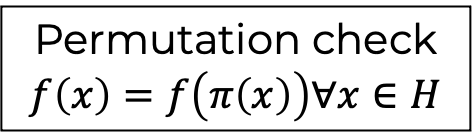 Permutation check
f(x) = f(π(x))∀x ∈ H